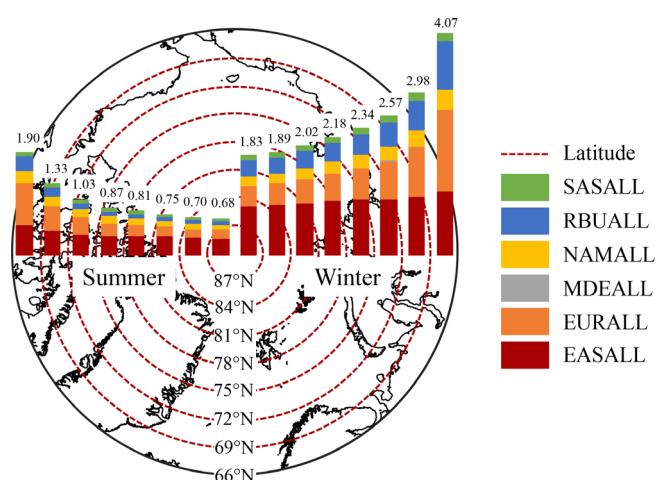 4.07
2.98
2.57
2.34
2.18
2.02
1.89
1.83
1.90
1.33
1.03
0.87
0.81
0.75
0.70
0.68
Summer
Winter
87°N
84°N
81°N
78°N
75°N
72°N
69°N
66°N
Latitude
SASALL
RBUALL
NAMALL
MDEALL
EURALL
EASALL